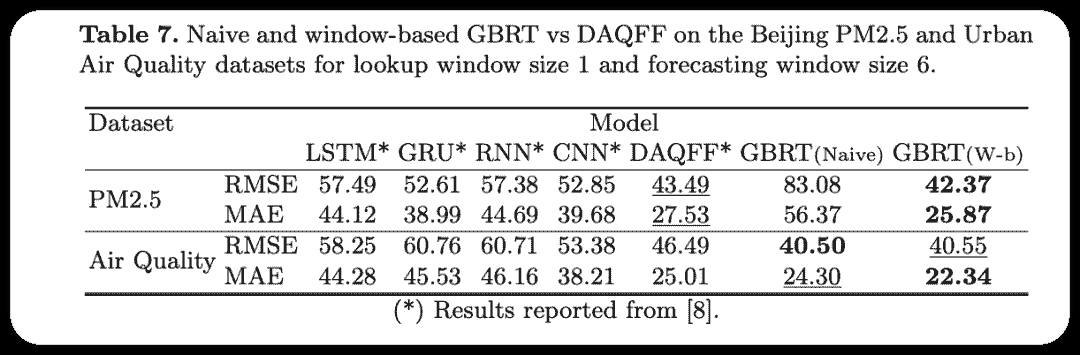 Table 7. Naive and window-based GBRT vs DAQFF on the Beijing PM2.5 and Urban
Air Quality datasets for lookup window size 1 and forecasting window size 6.
Dataset Model
LSTM* GRU* RNN* CNN* DAQFF* GBRT(Naive) GBRT(W-b)
PM2.5 RMSE 57.49 52.61 57.38 52.85 43.49 83.08 42.37
MAE 44.12 38.99 44.69 39.68 27.53 56.37 25.87
Air Quality RMSE 58.25 60.76 60.71 53.38 46.49 40.50 40.55
MAE 44.28 45.53 46.16 38.21 25.01 24.30 22.34
(*) Results reported from [8].